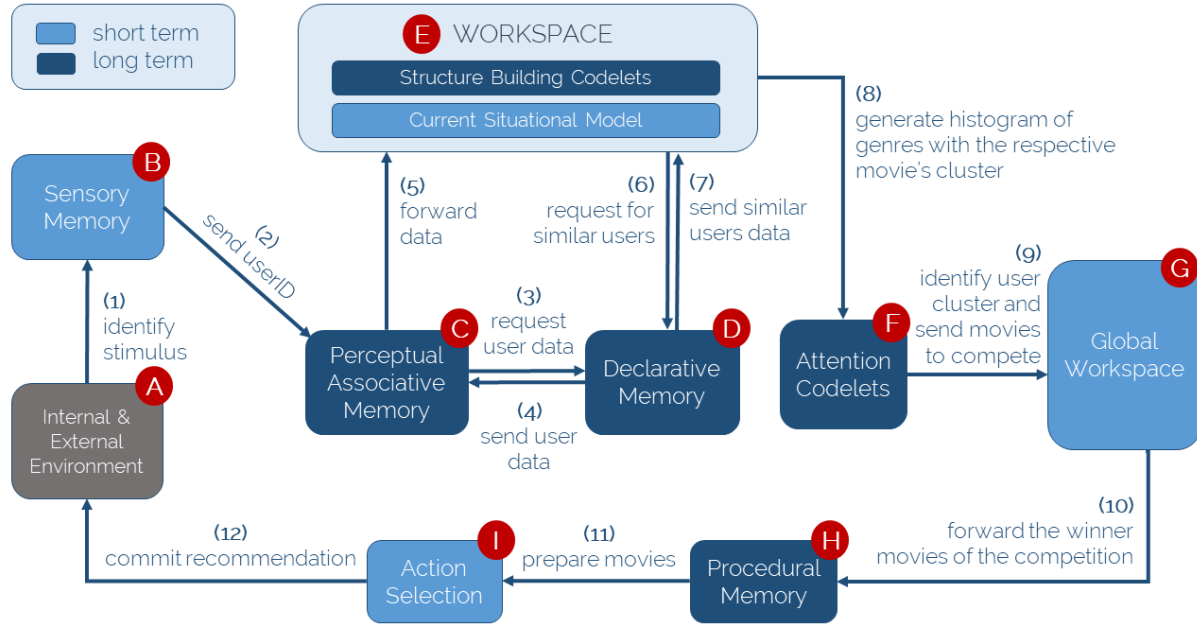 short term
long term
E
WORKSPACE
Structure Building Codelets
Current Situational Model
B
Sensory
Memory
(1)
identify
stimulus
(2)
send userID
A
Internal &
External
Environment
C
Perceptual
Associative
Memory
(3)
request
user data
(4)
send user
data
(5)
forward
data
D
Declarative
Memory
(6)
request for
similar users
(7)
send similar
users data
(8)
generate histogram of
genres with the respective
movie's cluster
F
Attention
Codelets
(9)
identify user
cluster and
send movies
to compete
G
Global
Workspace
(10)
forward the winner
movies of the competition
H
Procedural
Memory
(11)
prepare movies
I
Action
Selection
(12)
commit recommendation